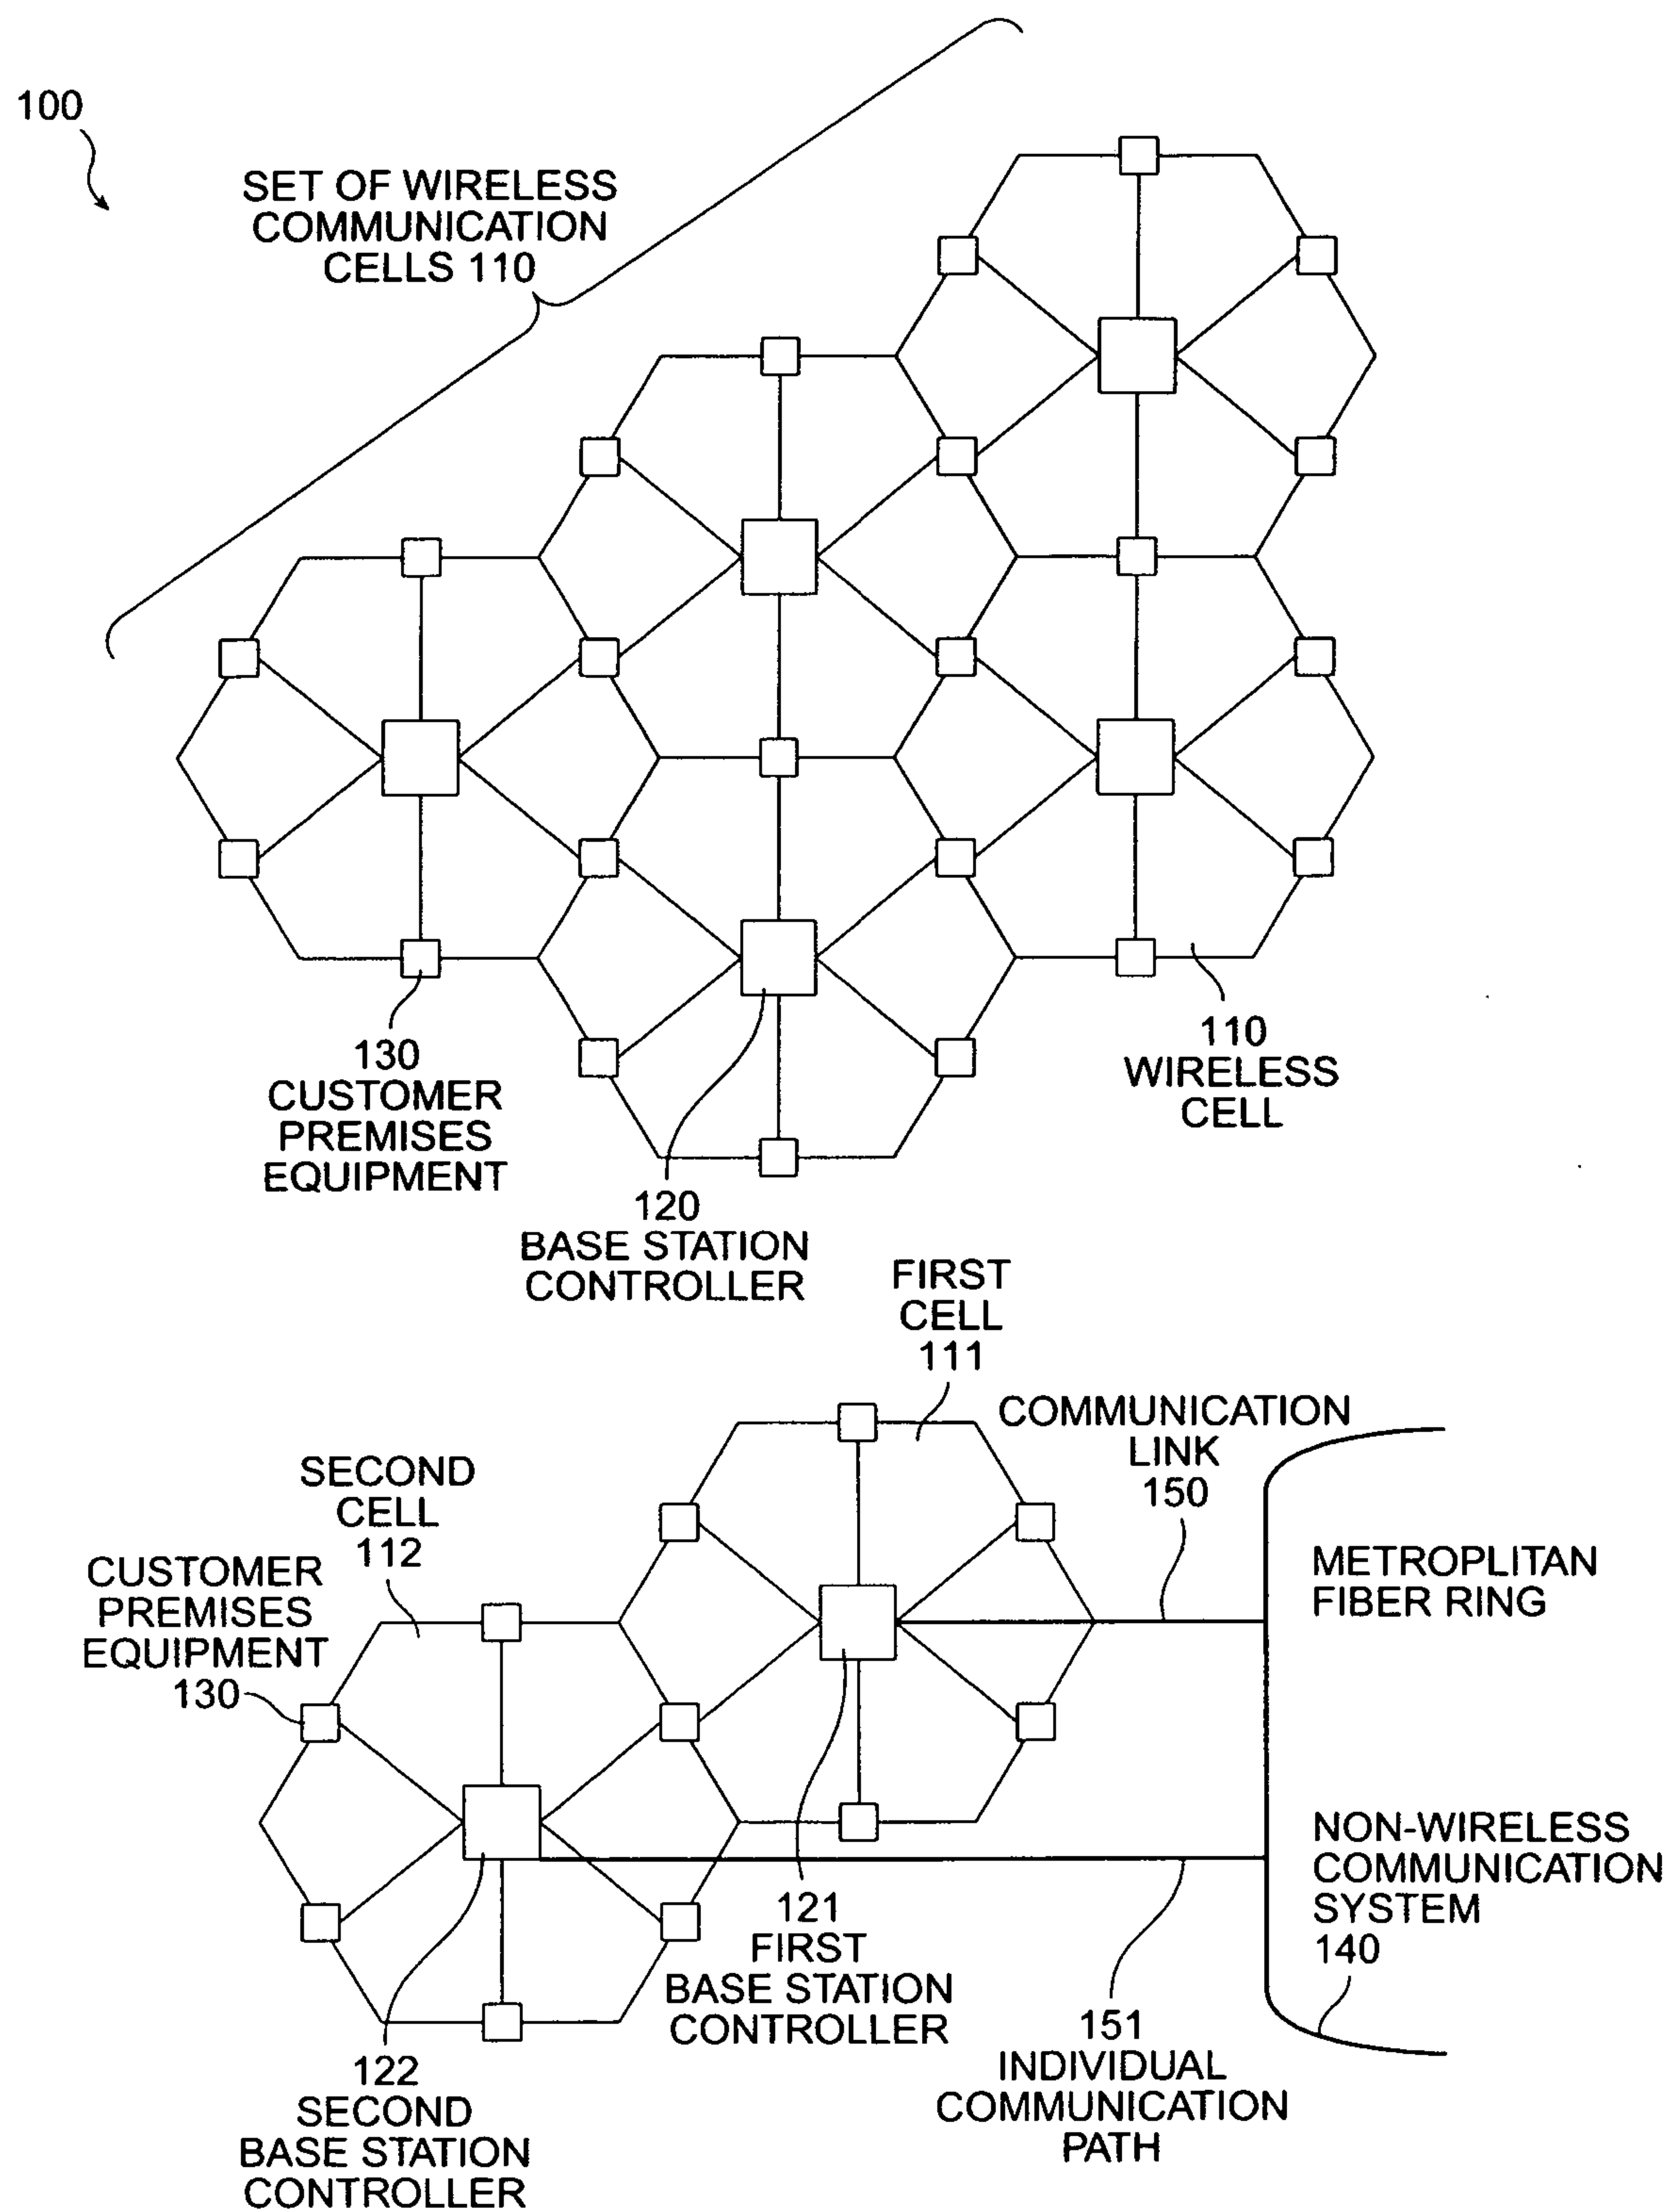 100
SET OF WIRELESS
COMMUNICATION
CELLS 110
130
CUSTOMER
PREMISES
EQUIPMENT
110
WIRELESS
CELL
120
BASE STATION
CONTROLLER
FIRST
CELL
111
COMMUNICATION
LINK
150
SECOND
CELL
112
CUSTOMER
PREMISES
EQUIPMENT
130
METROPLITAN
FIBER RING
NON-WIRELESS
COMMUNICATION
SYSTEM
140
121
FIRST
BASE STATION
CONTROLLER
151
INDIVIDUAL
COMMUNICATION
PATH
122
SECOND
BASE STATION
CONTROLLER